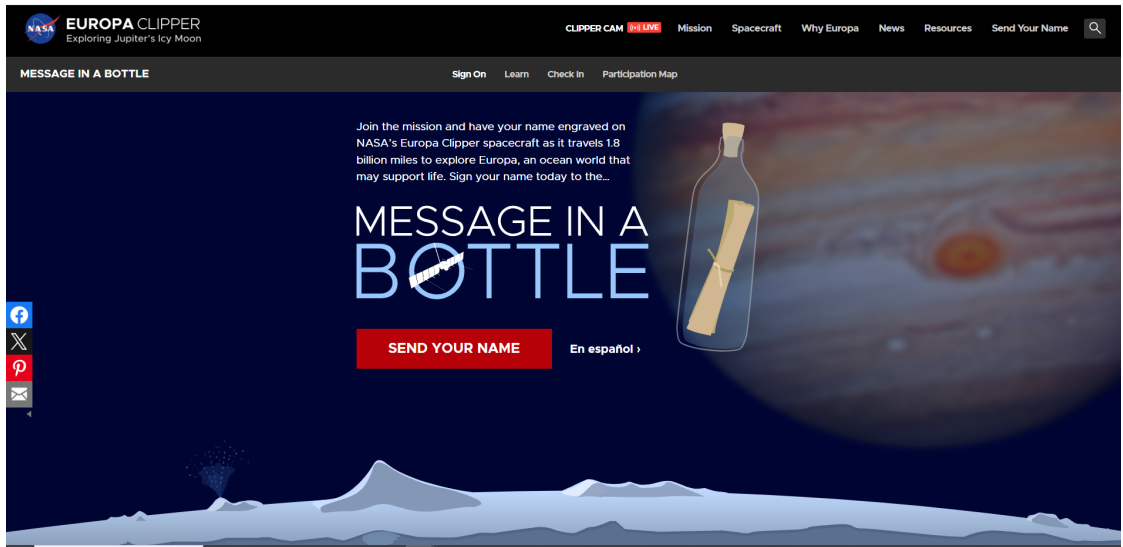 NASA
EUROPA CLIPPER
Exploring Jupiter's Icy Moon
CLIPPER CAM LIVE Mission Spacecraft Why Europa News Resources Send Your Name
MESSAGE IN A BOTTLE
Sign On Learn Check In Participation Map
Join the mission and have your name engraved on
NASA's Europa Clipper spacecraft as it travels 1.8
billion miles to explore Europa, an ocean world that
may support life. Sign your name today to the...
MESSAGE IN A
BOTTLE
SEND YOUR NAME En español ›